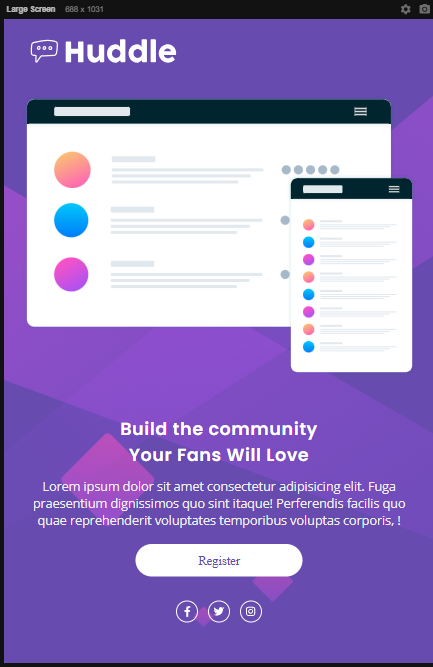 Large Screen 688 x 1031
Huddle
Build the community
Your Fans Will Love
Lorem ipsum dolor sit amet consectetur adipisicing elit. Fuga
praesentium dignissimos quo sint itaque! Perferendis facilis quo
quae reprehenderit voluptates temporibus voluptas corporis, !
Register